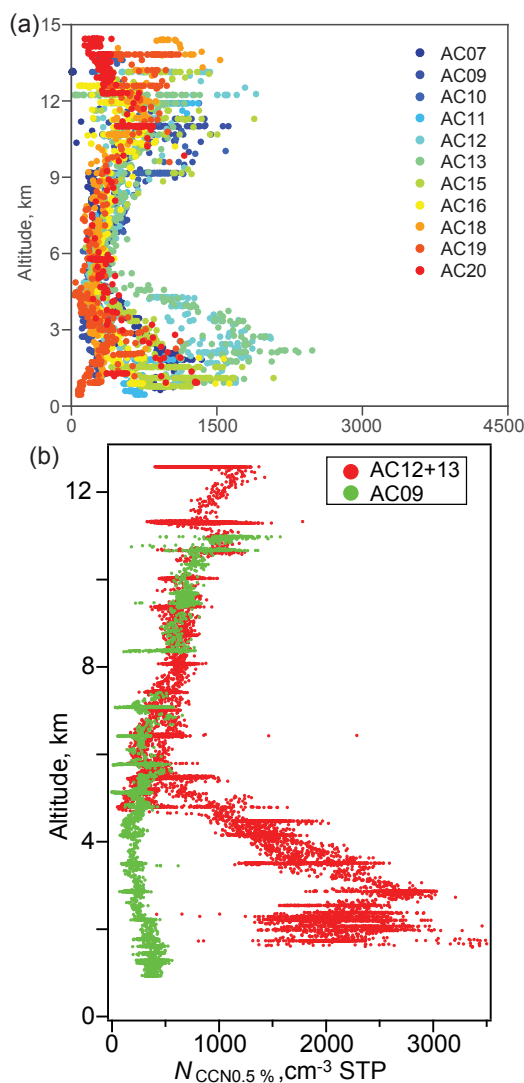 (a)
15
12
9
6
3
0
Altitude, km
AC07
AC09
AC10
AC11
AC12
AC13
AC15
AC16
AC18
AC19
AC20
0
1500
3000
4500
(b)
AC12+13
AC09
12
8
4
0
Altitude, km
0
1000
2000
3000
N CCN0.5 %,cm-3 STP